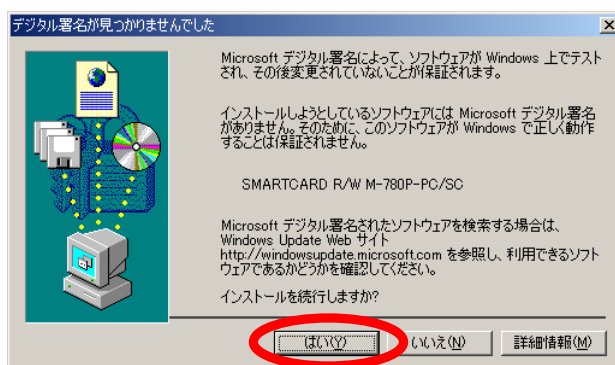 デジタル署名が見つかりませんでした
Microsoft デジタル署名によって、ソフトウェアが Windows 上でテスト
され、その後変更されていないことが保証されます。
インストールしようとしているソフトウェアには Microsoft デジタル署名
がありません。そのために、このソフトウェアが Windows で正しく動作
することは保証されません。
SMARTCARD R/W M-780P-PC/SC
Microsoft デジタル署名されたソフトウェアを検索する場合は、
Windows Update Web サイト
http://windowsupdate.microsoft.com を参照し、利用できるソフト
ウェアであるかどうかを確認してください。
インストールを続行しますか?
はい(Y) いいえ(N) 詳細情報(M)